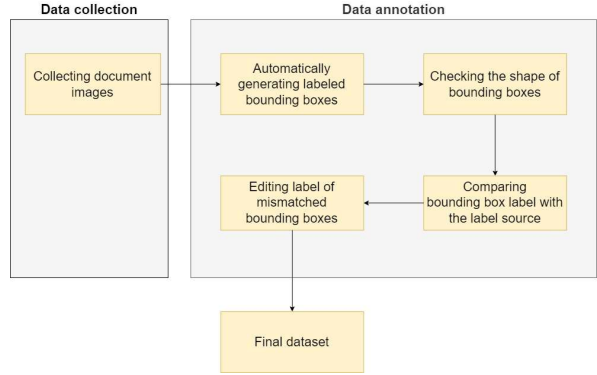 Data collection
Data annotation
Collecting document
images
Automatically
generating labeled
bounding boxes
Checking the shape of
bounding boxes
Comparing
bounding box label with
the label source
Editing label of
mismatched
bounding boxes
Final dataset